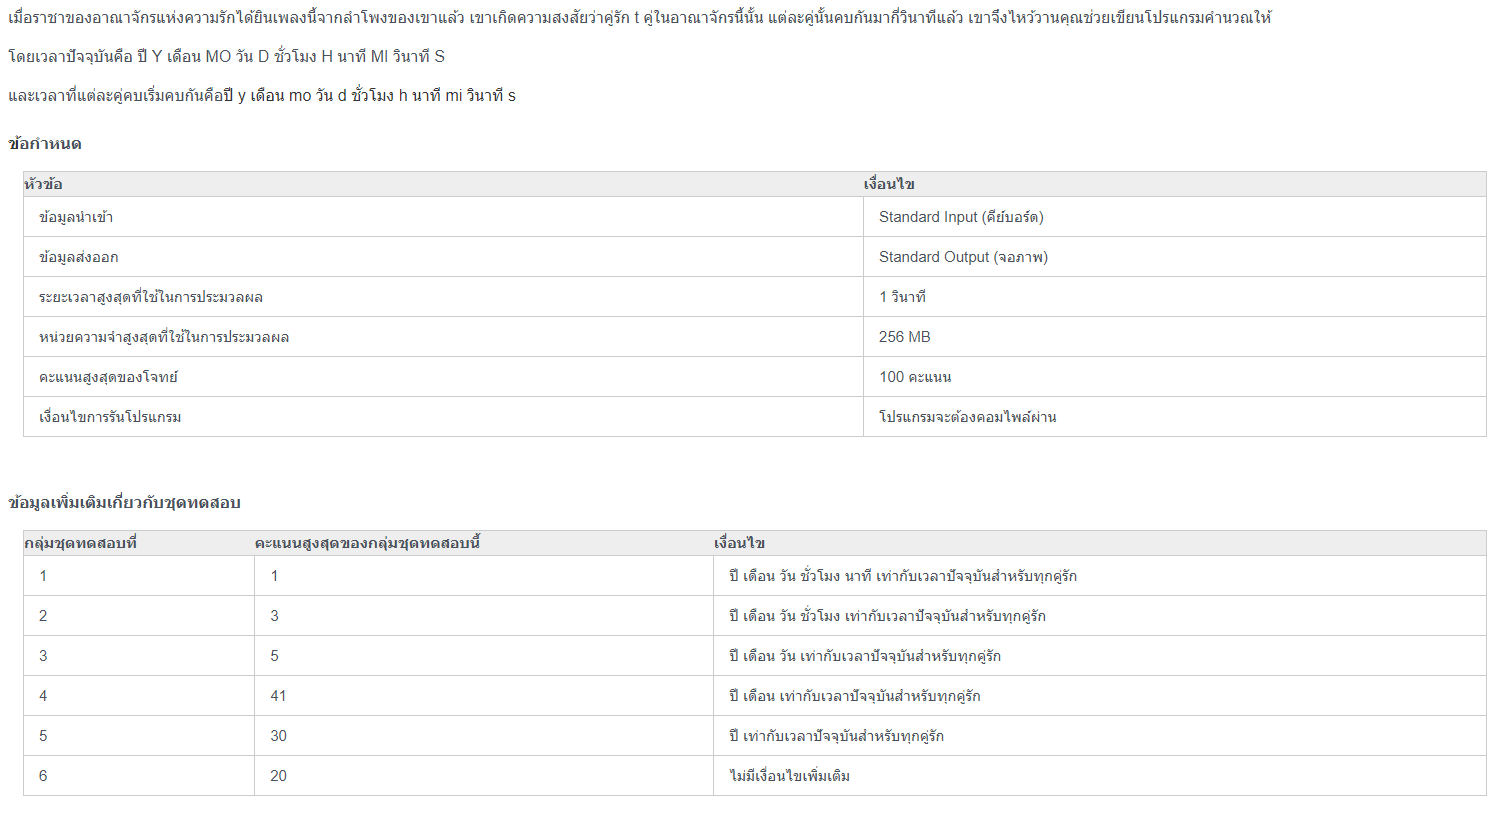 เมื่อราชาของอาณาจักรแห่งความรักได้ยินเพลงนี้จากลำโพงของเขาแล้ว เขาเกิดความสงสัยว่าคู่รัก t คู่ในอาณาจักรนี้นั้น แต่ละคู่นั้นคบกันมากี่วินาทีแล้ว เขาจึงไหว้วานคุณช่วยเขียนโปรแกรมคำนวณให้
โดยเวลาปัจจุบันคือ ปี Y เดือน MO วัน D ชั่วโมง H นาที MI วินาที S
และเวลาที่แต่ละคู่คบเริ่มคบกันคือปี y เดือน mo วัน d ชั่วโมง h นาที mi วินาที s
ข้อกำหนด
หัวข้อ เงื่อนไข
ข้อมูลนำเข้า Standard Input (คีย์บอร์ด)
ข้อมูลส่งออก Standard Output (จอภาพ)
ระยะเวลาสูงสุดที่ใช้ในการประมวลผล 1 วินาที
หน่วยความจำสูงสุดที่ใช้ในการประมวลผล 256 MB
คะแนนสูงสุดของโจทย์ 100 คะแนน
เงื่อนไขการรันโปรแกรม โปรแกรมจะต้องคอมไพล์ผ่าน
ข้อมูลเพิ่มเติมเกี่ยวกับชุดทดสอบ
กลุ่มชุดทดสอบที่ คะแนนสูงสุดของกลุ่มชุดทดสอบนี้ เงื่อนไข
1 1 ปี เดือน วัน ชั่วโมง นาที เท่ากับเวลาปัจจุบันสำหรับทุกคู่รัก
2 3 ปี เดือน วัน ชั่วโมง เท่ากับเวลาปัจจุบันสำหรับทุกคู่รัก
3 5 ปี เดือน วัน เท่ากับเวลาปัจจุบันสำหรับทุกคู่รัก
4 41 ปี เดือน เท่ากับเวลาปัจจุบันสำหรับทุกคู่รัก
5 30 ปี เท่ากับเวลาปัจจุบันสำหรับทุกคู่รัก
6 20 ไม่มีเงื่อนไขเพิ่มเติม